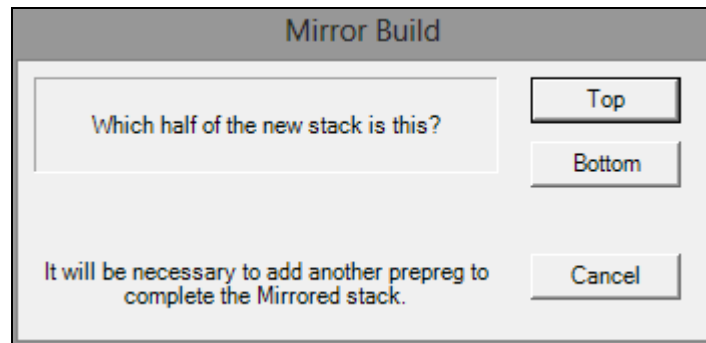 Mirror Build
Which half of the new stack is this?
Top
Bottom
It will be necessary to add another prepreg to
complete the Mirrored stack.
Cancel